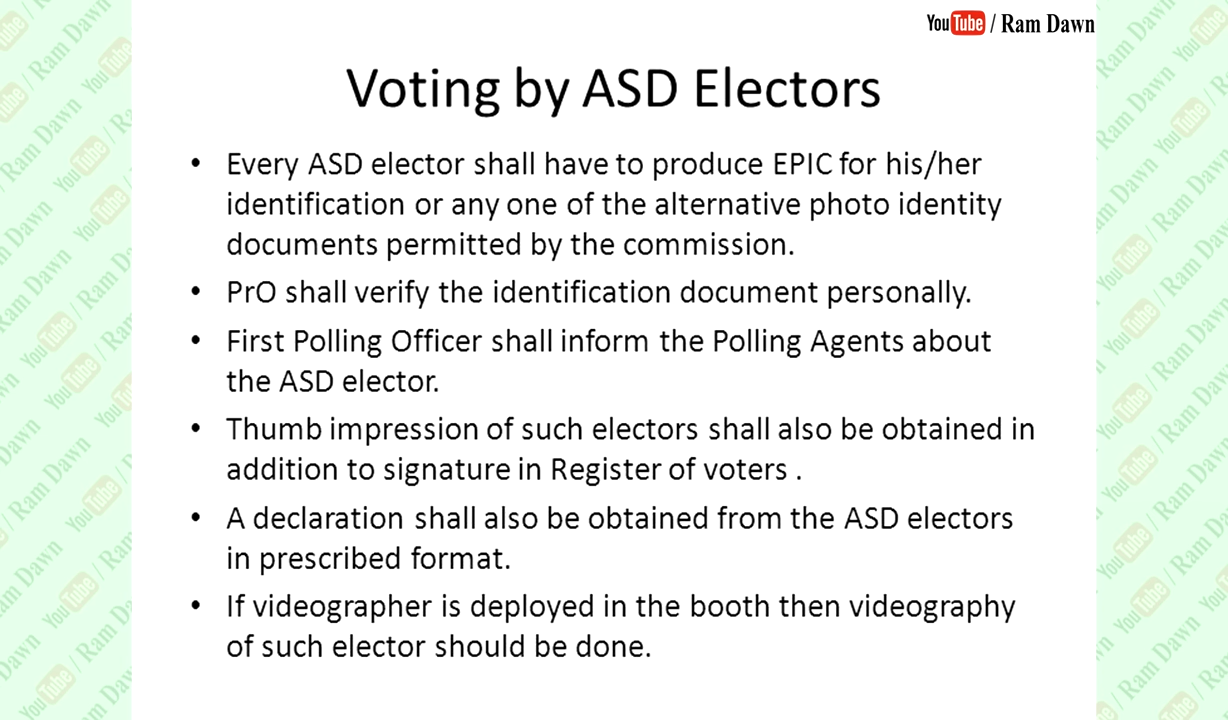 YouTube / Ram Dawn
Voting by ASD Electors
• Every ASD elector shall have to produce EPIC for his/her
identification or any one of the alternative photo identity
documents permitted by the commission.
• PrO shall verify the identification document personally.
• First Polling Officer shall inform the Polling Agents about
the ASD elector.
• Thumb impression of such electors shall also be obtained in
addition to signature in Register of voters .
• A declaration shall also be obtained from the ASD electors
in prescribed format.
• If videographer is deployed in the booth then videography
of such elector should be done.